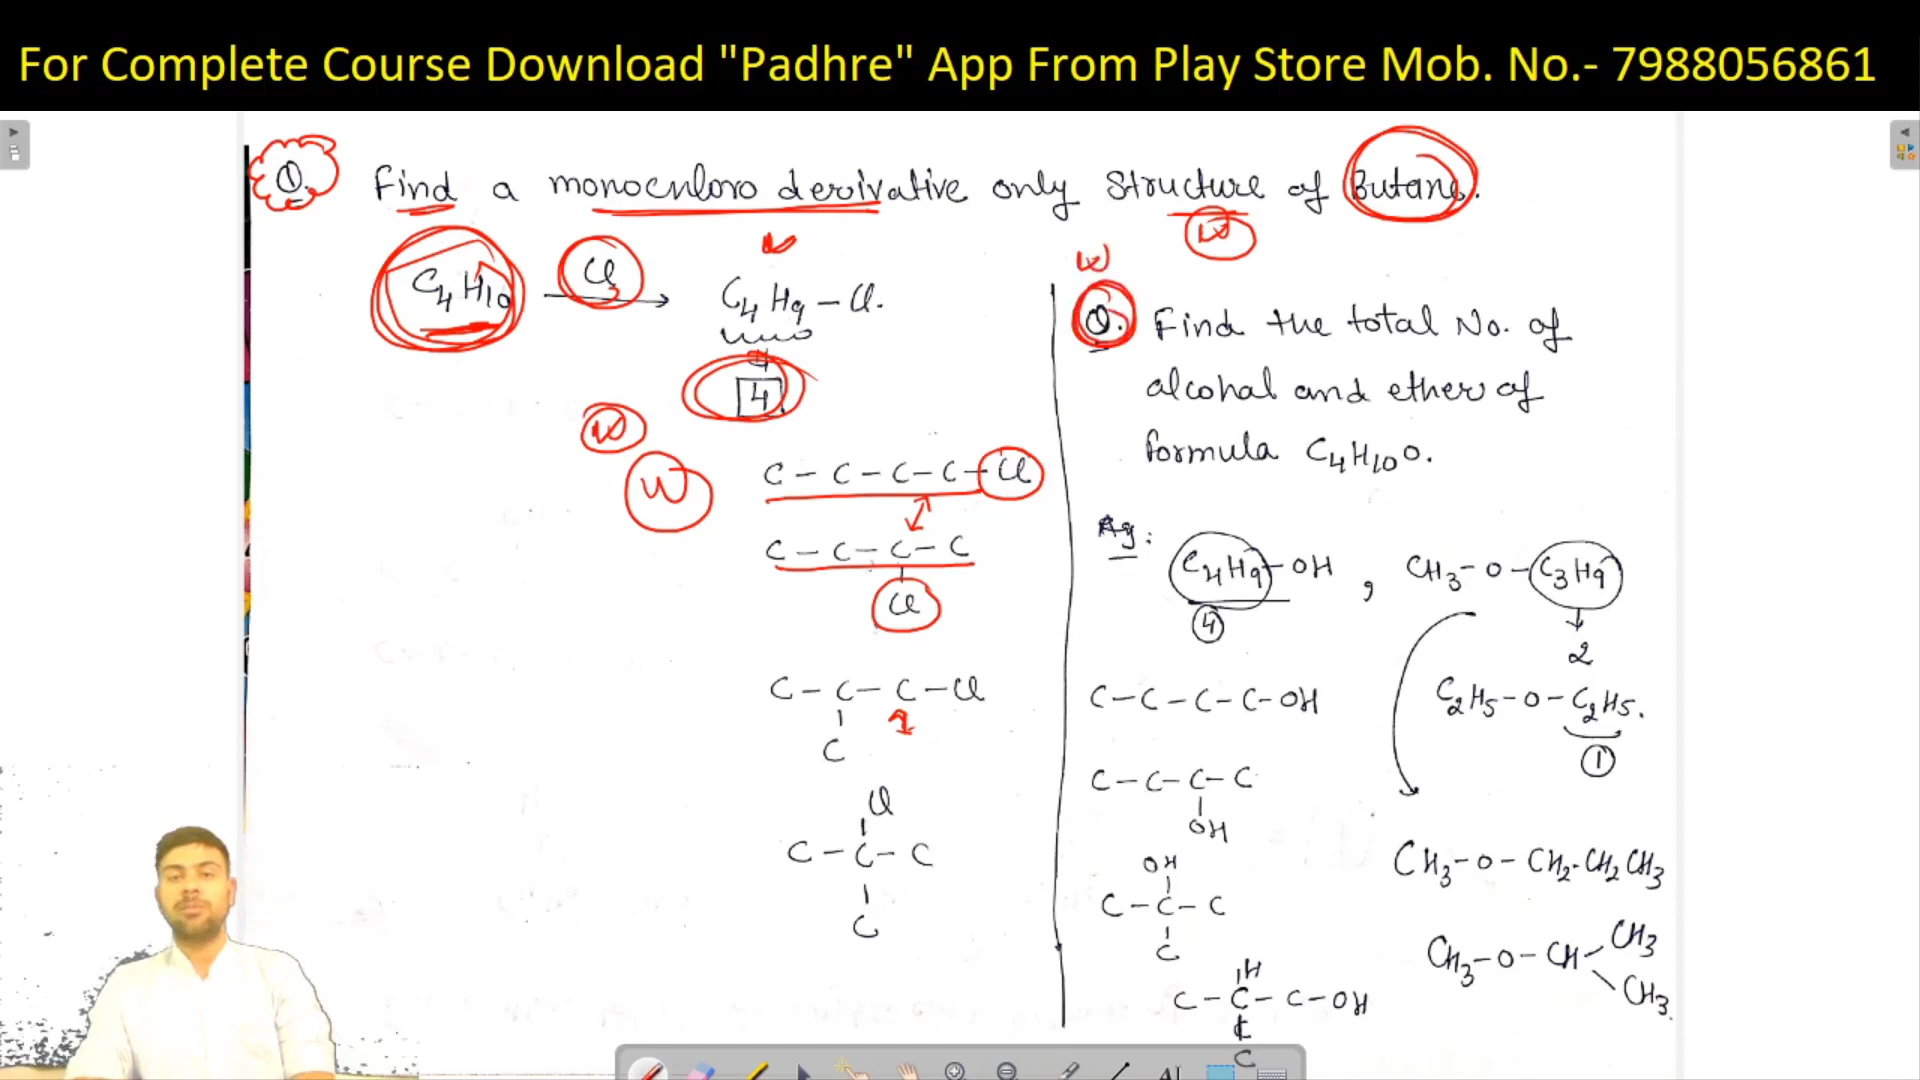 For Complete Course Download "Padhre" App From Play Store Mob. No.- 7988056861
Q. Find a monochloro derivative only structure of Butane.
C4H10 Cl2 → C4H9 – Cl.
4
4
C – C – C – C – Cl
C – C – C – C
Cl
C – C – C – Cl
C
Cl
C – C – C
C
Q. Find the total No. of
alcohal and ether of
formula C4H10O.
C4H9 – OH , CH3 – O – C3H9
4
2
C2H5 – O – C2H5.
1
C – C – C – C – OH
C – C – C – C
OH
OH
C – C – C
C
H
C – C – C – OH
C
CH3 – O – CH2 - CH2 CH3
CH3 – O – CH CH3
CH3.